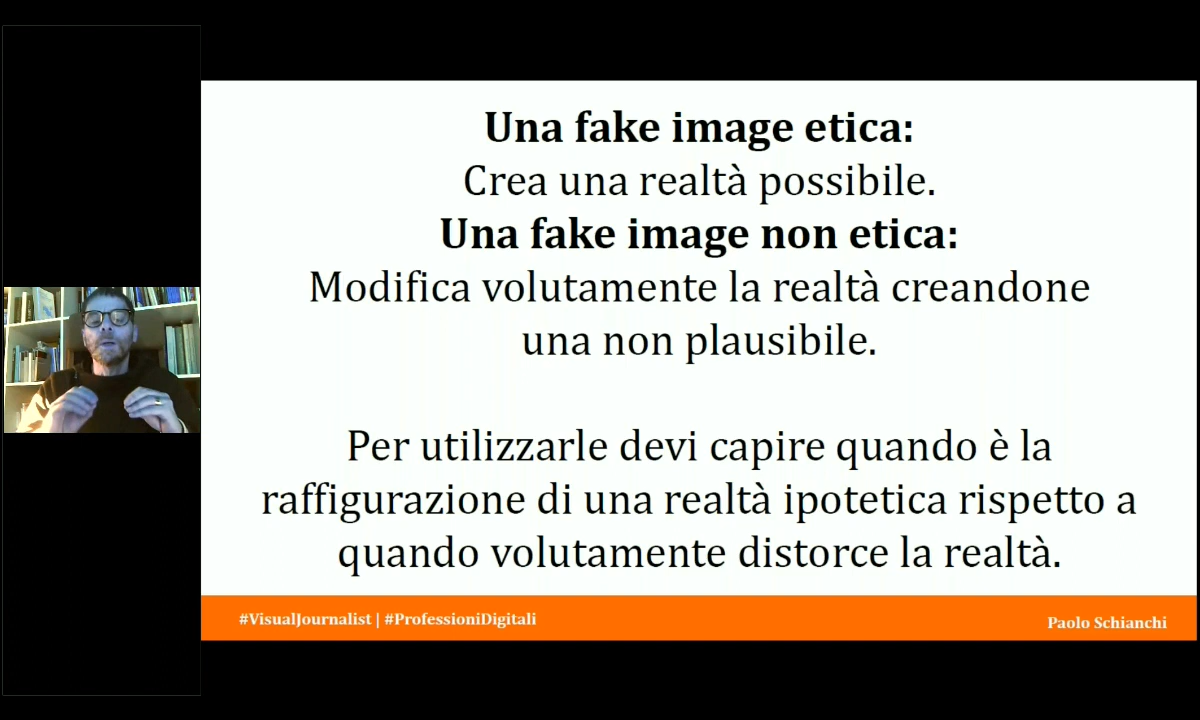 Una fake image etica:
Crea una realtà possibile.
Una fake image non etica:
Modifica volutamente la realtà creandone
una non plausibile.
Per utilizzarle devi capire quando è la
raffigurazione di una realtà ipotetica rispetto a
quando volutamente distorce la realtà.
#VisualJournalist | #ProfessioniDigitali
Paolo Schianchi